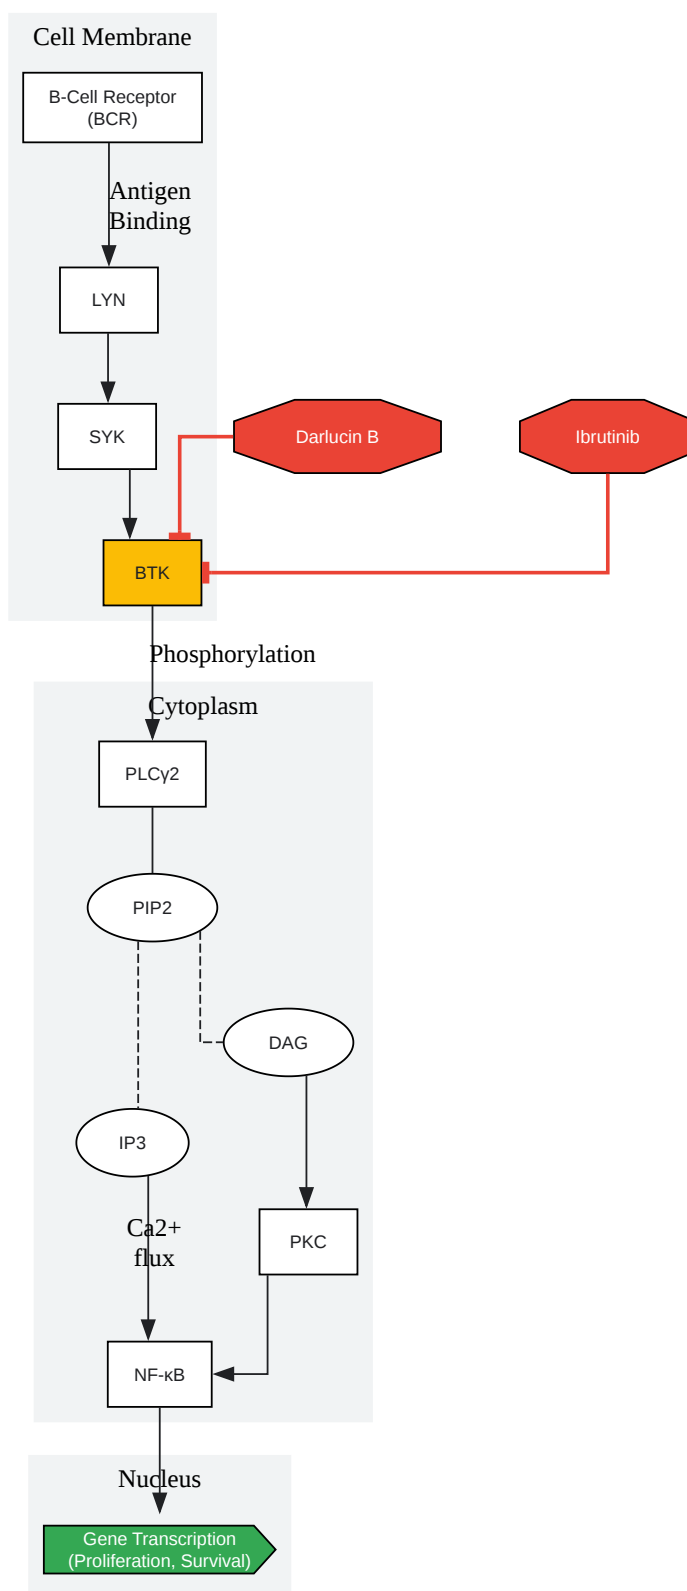 Cell Membrane
B-Cell Receptor
(BCR)
Antigen
Binding
LYN
SYK
Darlucin B
Ibrutinib
BTK
Phosphorylation
Cytoplasm
PLCγ2
PIP2
DAG
IP3
Ca2+
flux
PKC
NF-κB
Nucleus
Gene Transcription
(Proliferation, Survival)